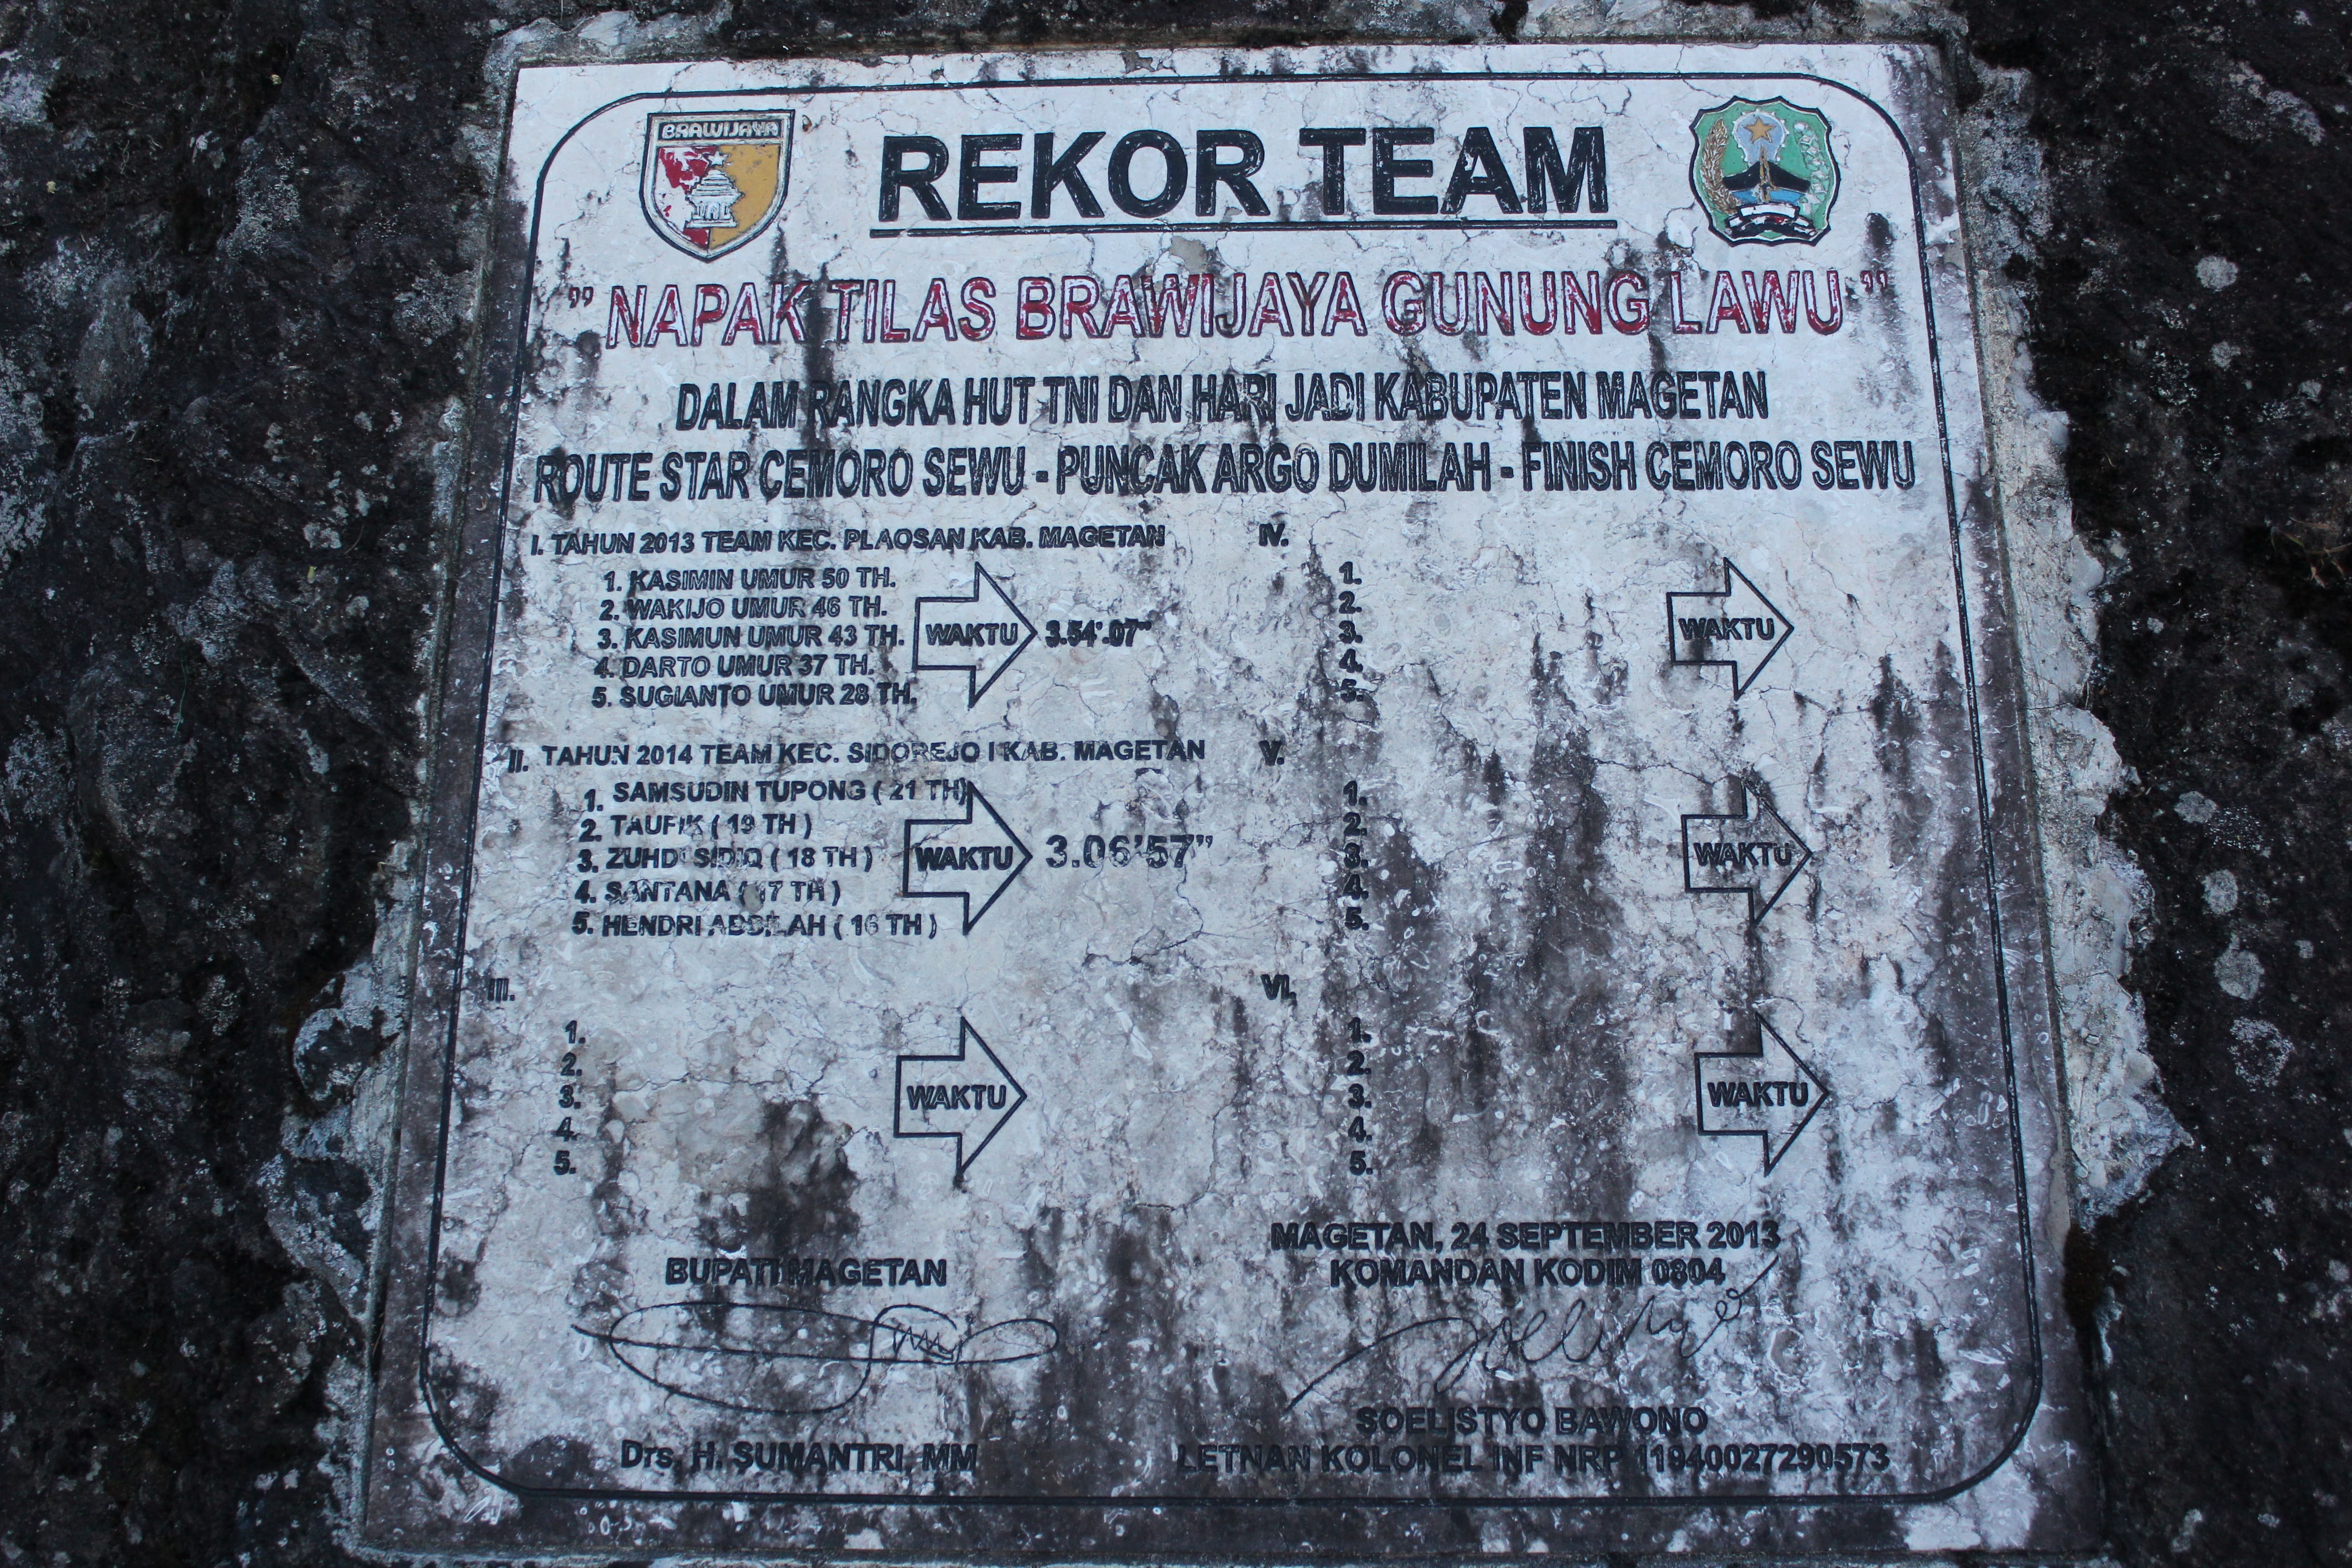 BRAWIJAYA
REKOR TEAM
" NAPAK TILAS BRAWIJAYA GUNUNG LAWU "
DALAM RANGKA HUT TNI DAN HARI JADI KABUPATEN MAGETAN
ROUTE STAR CEMORO SEWU - PUNCAK ARGO DUMILAH - FINISH CEMORO SEWU
I. TAHUN 2013 TEAM KEC. PLAOSAN KAB. MAGETAN
1. KASIMIN UMUR 50 TH.
2. WAKIJO UMUR 46 TH.
3. KASIMUN UMUR 43 TH.
4. DARTO UMUR 37 TH.
5. SUGIANTO UMUR 28 TH.
WAKTU 3.54'.07"
II. TAHUN 2014 TEAM KEC. SIDOREJO I KAB. MAGETAN
1. SAMSUDIN TUPONG ( 21 TH)
2. TAUFIK ( 19 TH )
3. ZUHDI SIDIQ ( 18 TH )
4. SANTANA ( 17 TH )
5. HENDRI ABDILAH ( 16 TH )
WAKTU 3.06'57"
III.
1.
2.
3.
4.
5.
WAKTU
IV.
1.
2.
3.
4.
5.
WAKTU
V.
1.
2.
3.
4.
5.
WAKTU
VI.
1.
2.
3.
4.
5.
WAKTU
BUPATI MAGETAN
Drs. H. SUMANTRI, MM
MAGETAN, 24 SEPTEMBER 2013
KOMANDAN KODIM 0804
SOELISTYO BAWONO
LETNAN KOLONEL INF NRP 11940027290573